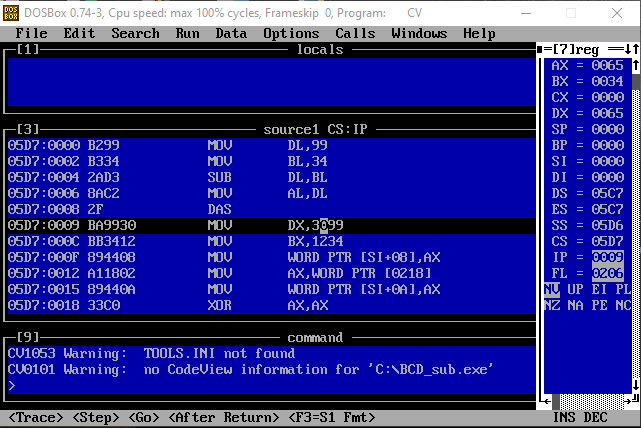 DOSBox 0.74-3, Cpu speed: max 100% cycles, Frameskip 0, Program: CV
DOS BOX
File Edit Search Run Data Options Calls Windows Help
[1] locals
[3] source1 CS:IP
05D7:0000 B299 MOV DL,99
05D7:0002 B334 MOV BL,34
05D7:0004 2AD3 SUB DL,BL
05D7:0006 8AC2 MOV AL,DL
05D7:0008 2F DAS
05D7:0009 BA9930 MOV DX,3099
05D7:000C BB3412 MOV BX,1234
05D7:000F 894408 MOV WORD PTR [SI+08],AX
05D7:0012 A11802 MOV AX,WORD PTR [0218]
05D7:0015 89440A MOV WORD PTR [SI+0A],AX
05D7:0018 33C0 XOR AX,AX
[9] command
CV1053 Warning: TOOLS.INI not found
CV0101 Warning: no CodeView information for 'C:\BCD_sub.exe'
>
[7]reg
AX = 0065
BX = 0034
CX = 0000
DX = 0065
SP = 0000
BP = 0000
SI = 0000
DI = 0000
DS = 05C7
ES = 05C7
SS = 05D6
CS = 05D7
IP = 0009
FL = 0206
NV UP EI PL
NZ NA PE NC
<Trace> <Step> <Go> <After Return> <F3=S1 Fmt> INS DEC